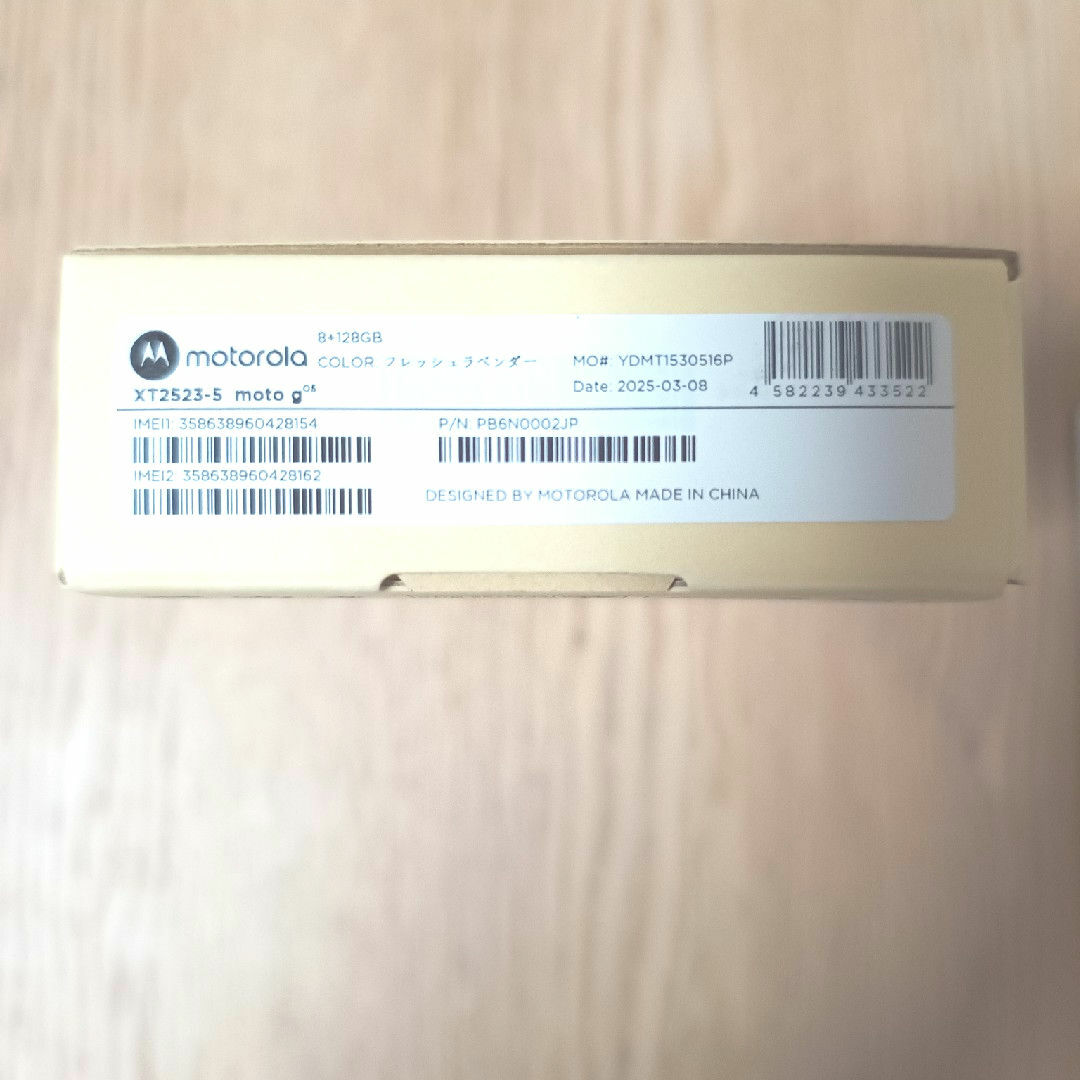 motorola
8+128GB
COLOR: フレッシュラベンダー
XT2523-5 moto g05
MO#: YDMT1530516P
Date: 2025-03-08
4 582239 433522
IMEI1: 358638960428154
IMEI2: 358638960428162
P/N: PB6N0002JP
DESIGNED BY MOTOROLA MADE IN CHINA